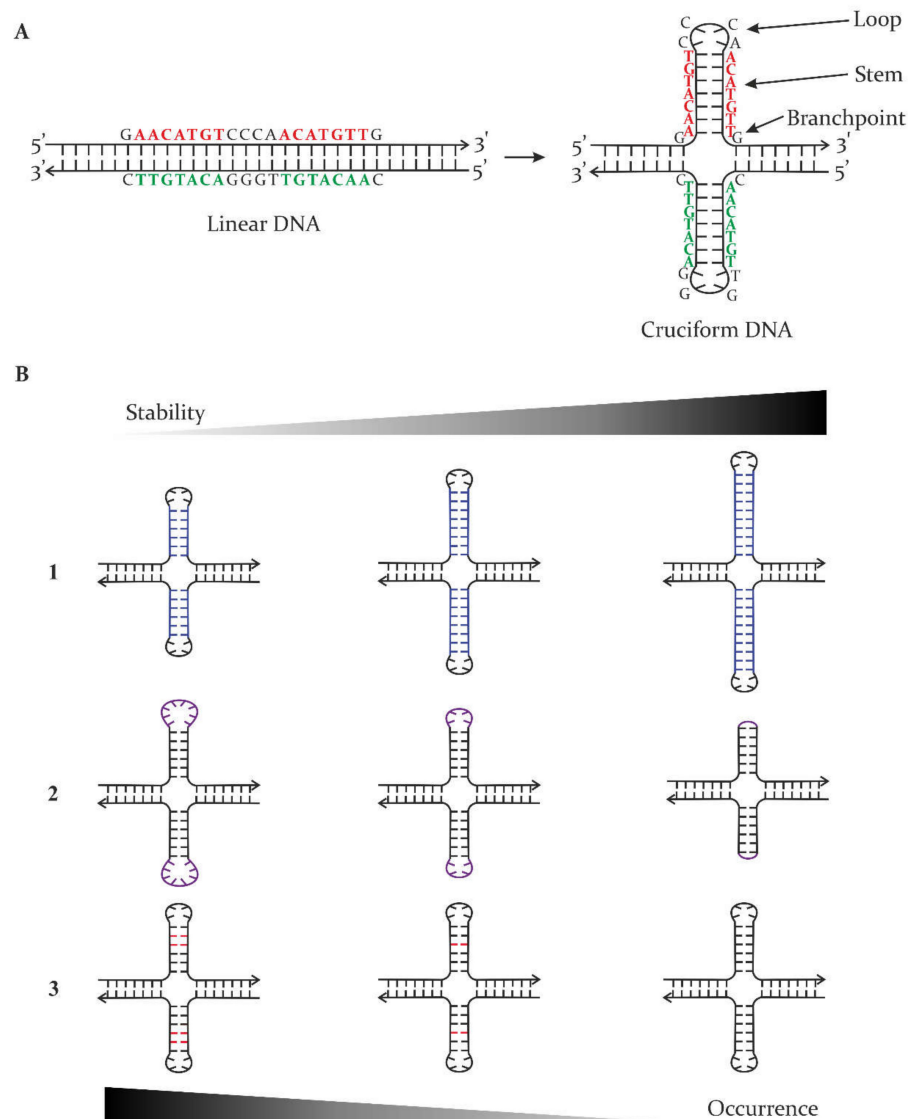 A
Loop
Stem
Branchpoint
GAACATGTCCCAACATGTTG
5' 3'
3' 5'
CTTGTACAGGGTTGTACAAC
Linear DNA
C C
C A
T A
G C
T A
A T
C G
A T
A T
G G
5' 3'
3' 5'
C C
T A
T A
G C
T A
A T
C G
A T
G T
G G
Cruciform DNA
B
Stability
1
2
3
Occurrence